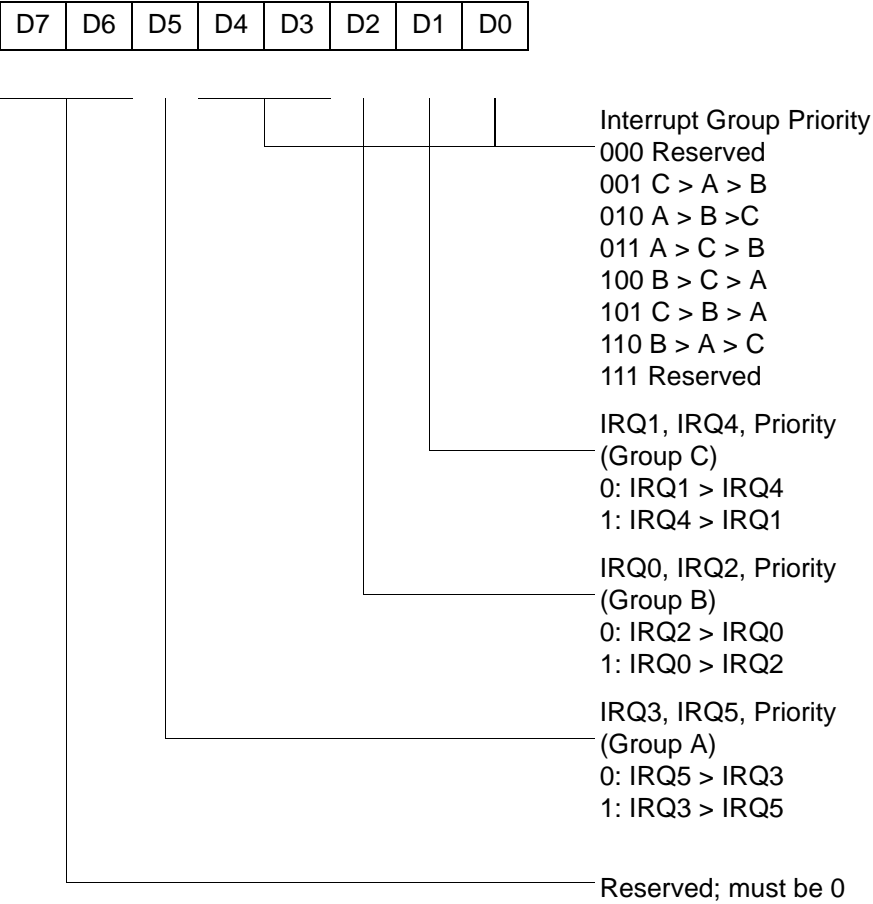 D7 D6 D5 D4 D3 D2 D1 D0
Interrupt Group Priority
000 Reserved
001 C > A > B
010 A > B >C
011 A > C > B
100 B > C > A
101 C > B > A
110 B > A > C
111 Reserved
IRQ1, IRQ4, Priority
(Group C)
0: IRQ1 > IRQ4
1: IRQ4 > IRQ1
IRQ0, IRQ2, Priority
(Group B)
0: IRQ2 > IRQ0
1: IRQ0 > IRQ2
IRQ3, IRQ5, Priority
(Group A)
0: IRQ5 > IRQ3
1: IRQ3 > IRQ5
Reserved; must be 0